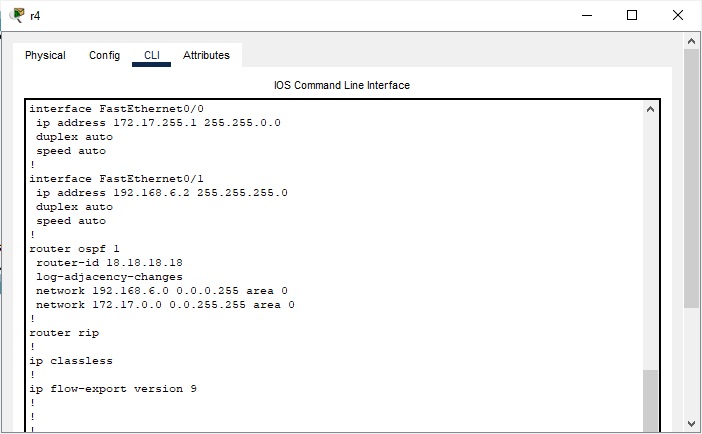 r4
Physical Config CLI Attributes
IOS Command Line Interface
interface FastEthernet0/0
 ip address 172.17.255.1 255.255.0.0
 duplex auto
 speed auto
!
interface FastEthernet0/1
 ip address 192.168.6.2 255.255.255.0
 duplex auto
 speed auto
!
router ospf 1
 router-id 18.18.18.18
 log-adjacency-changes
 network 192.168.6.0 0.0.0.255 area 0
 network 172.17.0.0 0.0.255.255 area 0
!
router rip
!
ip classless
!
ip flow-export version 9
!
!
!